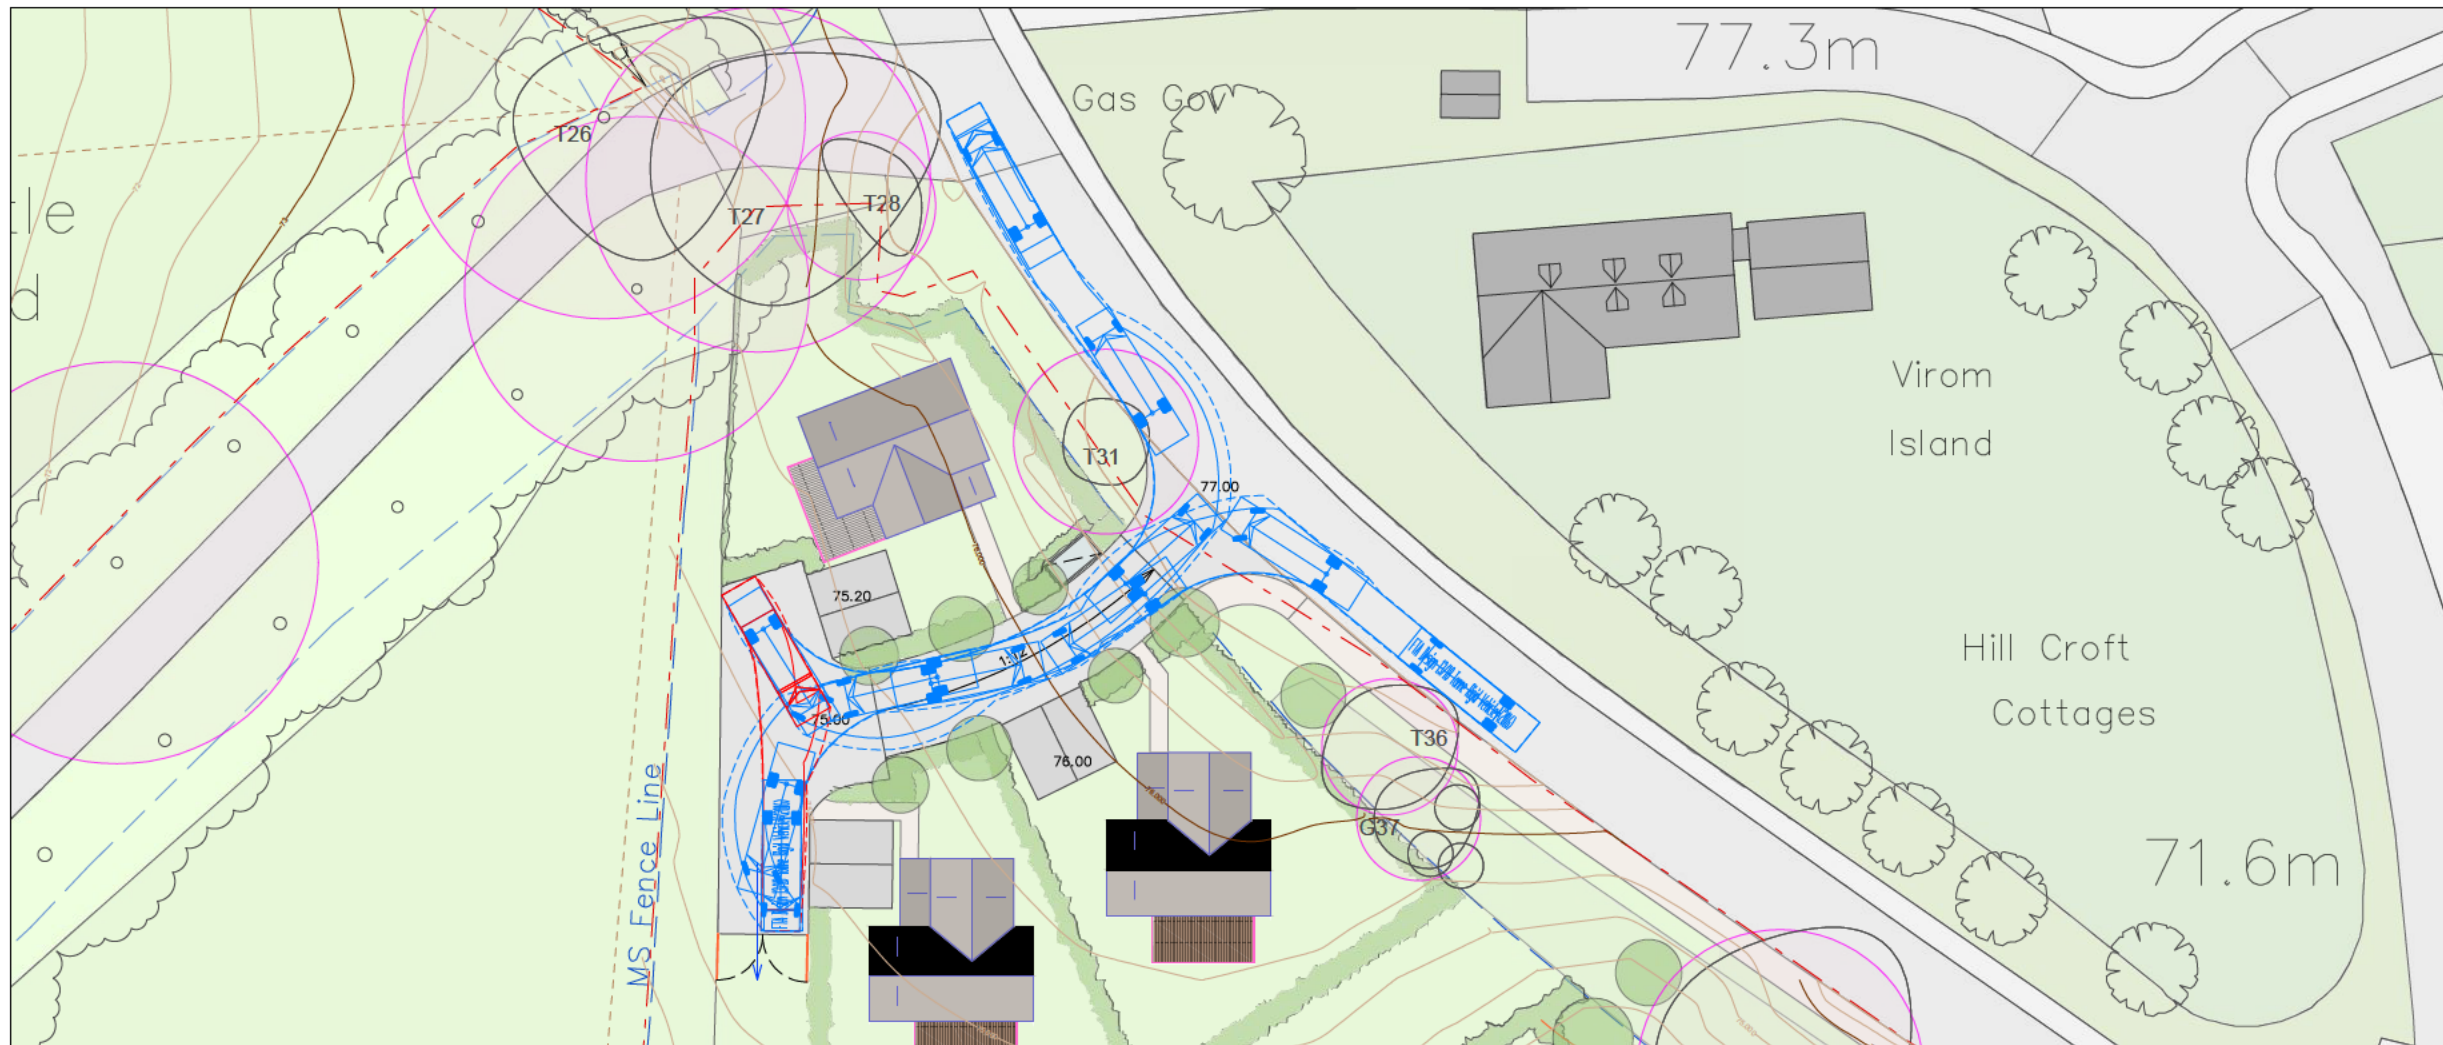 77.3m
Gas Gov
T26
tle
T27
T28
d
Virom
Island
T31
77.00
75.20
1:12
Hill Croft
Cottages
75.00
T36
76.00
G37
71.6m
MS Fence Line